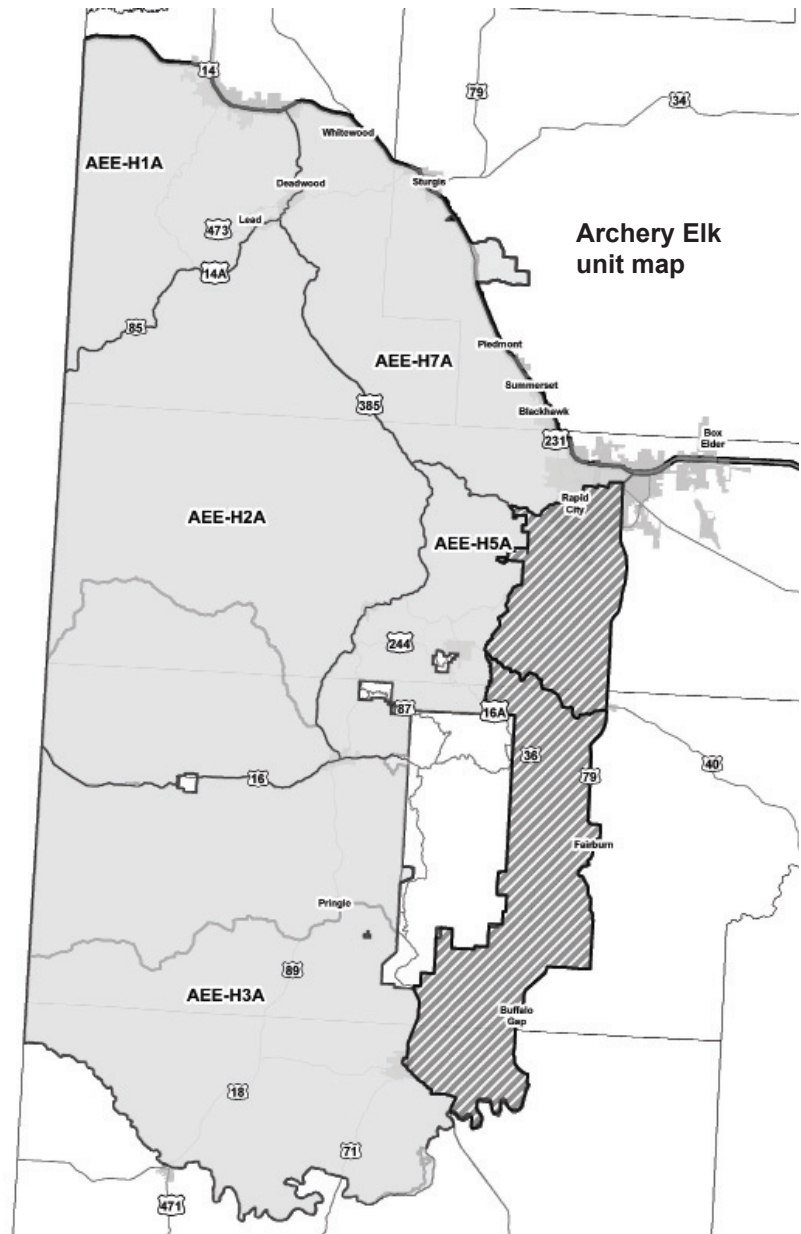 14
79
34
Whitewood
AEE-H1A
Deadwood
Sturgis
Lead
473
Archery Elk
unit map
14A
85
Piedmont
AEE-H7A
Summerset
385
Blackhawk
231
Box
Elder
Rapid
City
AEE-H2A
AEE-H5A
244
87
16A
36
16
79
40
Fairburn
Pringle
89
AEE-H3A
Buffalo
Gap
18
71
471